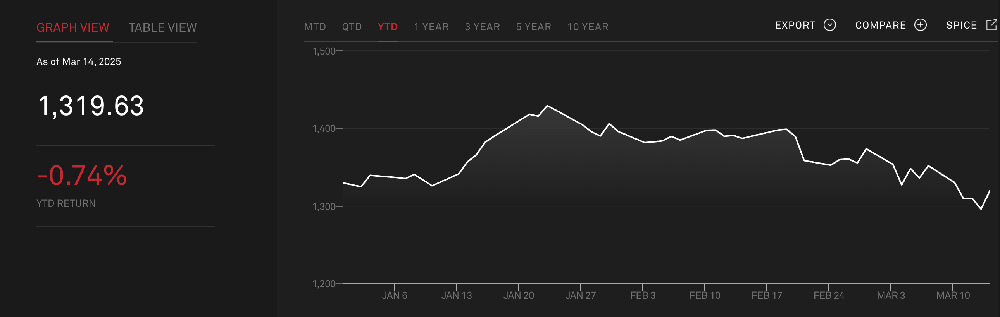 GRAPH VIEW TABLE VIEW
As of Mar 14, 2025
1,319.63
-0.74%
YTD RETURN
MTD QTD YTD 1 YEAR 3 YEAR 5 YEAR 10 YEAR
EXPORT COMPARE SPICE
1,500
1,400
1,300
1,200
JAN 6 JAN 13 JAN 20 JAN 27 FEB 3 FEB 10 FEB 17 FEB 24 MAR 3 MAR 10